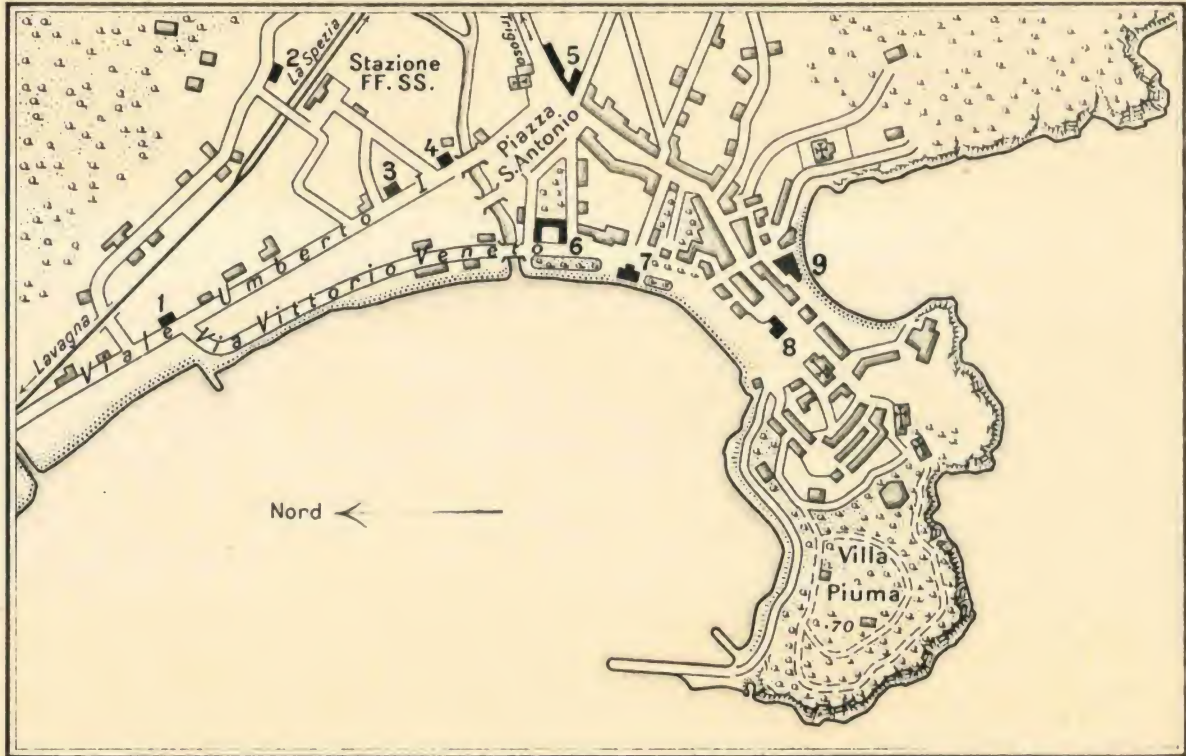 2
La Spezia
Stazione
FF. SS.
5
Piazza
S. Antonio
4
3
6
7
9
8
1
Lavagna
Viale Umberto I
Via Vittorio Veneto
Nord
Villa
Piuma
.70